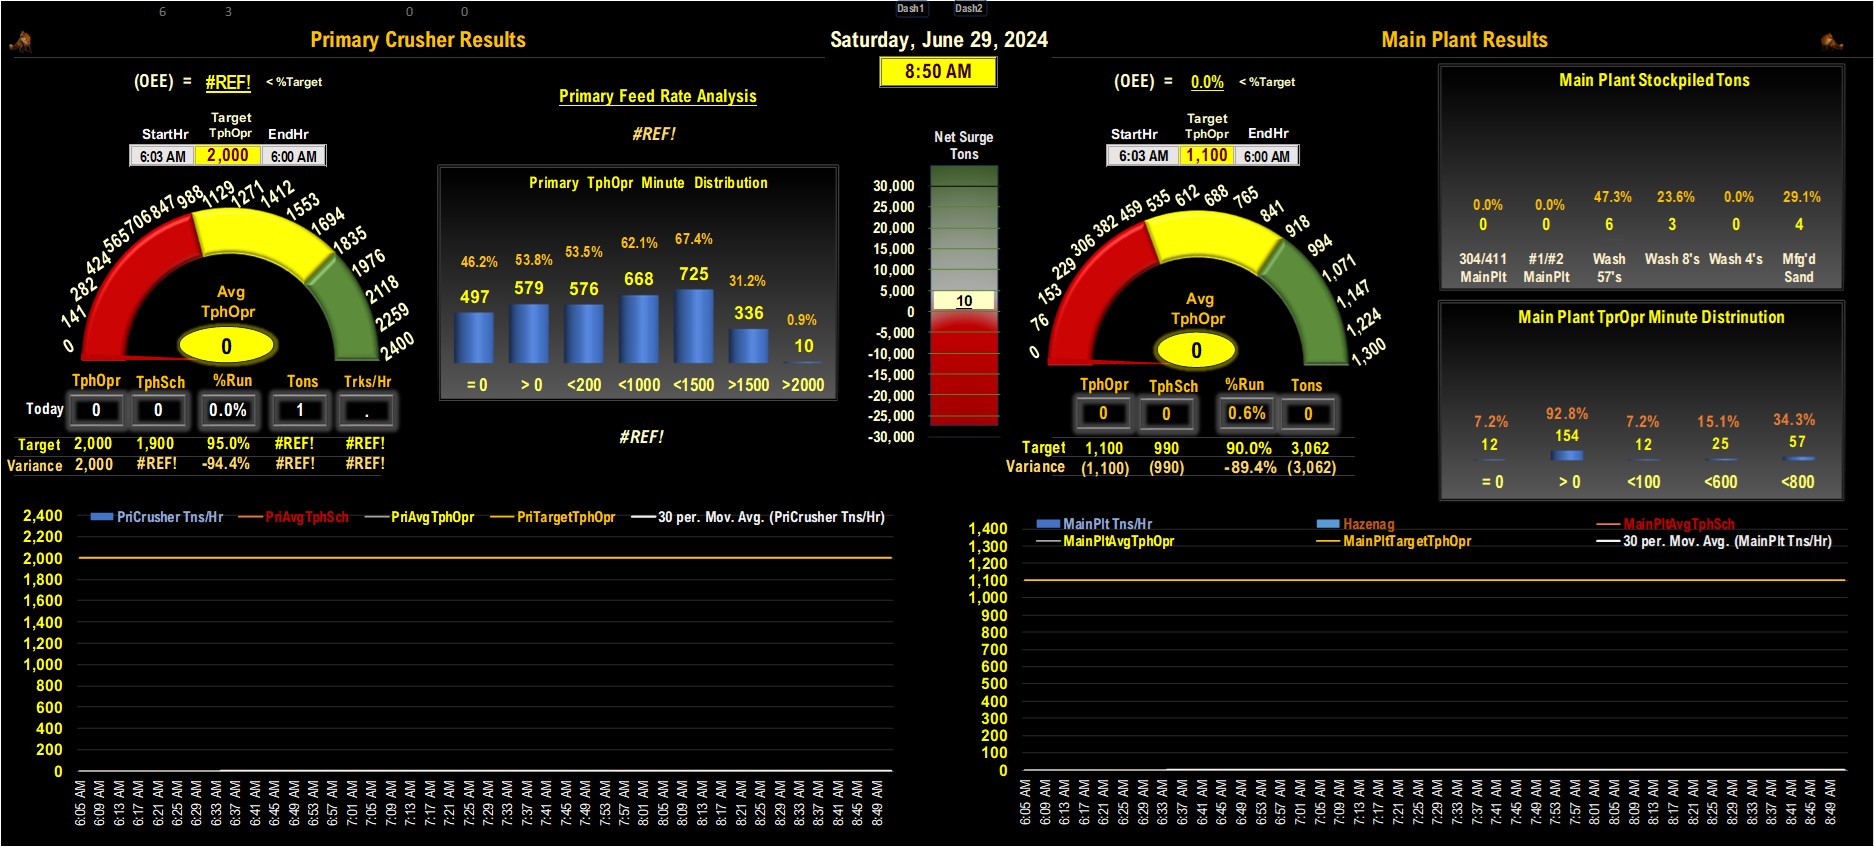 6 3 0 0 Dash1 Dash2
Primary Crusher Results
Saturday, June 29, 2024
Main Plant Results
8:50 AM
(OEE) = #REF! < %Target
Target
StartHr TphOpr EndHr
6:03 AM 2,000 6:00 AM
0 141 282 424 565 706 847 988 1129 1271 1412 1553 1694 1835 1976 2118 2259 2400
Avg
TphOpr
0
TphOpr TphSch %Run Tons Trks/Hr
Today 0 0 0.0% 1 .
Target 2,000 1,900 95.0% #REF! #REF!
Variance 2,000 #REF! -94.4% #REF! #REF!
Primary Feed Rate Analysis
#REF!
Primary TphOpr Minute Distribution
46.2% 53.8% 53.5% 62.1% 67.4% 31.2% 0.9%
497 579 576 668 725 336 10
= 0 > 0 <200 <1000 <1500 >1500 >2000
#REF!
Net Surge
Tons
30,000
25,000
20,000
15,000
10,000
5,000
10
0
-5,000
-10,000
-15,000
-20,000
-25,000
-30,000
(OEE) = 0.0% < %Target
Target
StartHr TphOpr EndHr
6:03 AM 1,100 6:00 AM
0 76 153 229 306 382 459 535 612 688 765 841 918 994 1,071 1,147 1,224 1,300
Avg
TphOpr
0
TphOpr TphSch %Run Tons
0 0 0.6% 0
Target 1,100 990 90.0% 3,062
Variance (1,100) (990) -89.4% (3,062)
Main Plant Stockpiled Tons
0.0% 0.0% 47.3% 23.6% 0.0% 29.1%
0 0 6 3 0 4
304/411 #1/#2 Wash Wash 8's Wash 4's Mfg'd
MainPlt MainPlt 57's Sand
Main Plant TprOpr Minute Distrinution
7.2% 92.8% 7.2% 15.1% 34.3%
12 154 12 25 57
= 0 > 0 <100 <600 <800
PriCrusher Tns/Hr PriAvgTphSch PriAvgTphOpr PriTargetTphOpr 30 per. Mov. Avg. (PriCrusher Tns/Hr)
2,400
2,200
2,000
1,800
1,600
1,400
1,200
1,000
800
600
400
200
0
6:05 AM 6:09 AM 6:13 AM 6:17 AM 6:21 AM 6:25 AM 6:29 AM 6:33 AM 6:37 AM 6:41 AM 6:45 AM 6:49 AM 6:53 AM 6:57 AM 7:01 AM 7:05 AM 7:09 AM 7:13 AM 7:17 AM 7:21 AM 7:25 AM 7:29 AM 7:33 AM 7:37 AM 7:41 AM 7:45 AM 7:49 AM 7:53 AM 7:57 AM 8:01 AM 8:05 AM 8:09 AM 8:13 AM 8:17 AM 8:21 AM 8:25 AM 8:29 AM 8:33 AM 8:37 AM 8:41 AM 8:45 AM 8:49 AM
MainPlt Tns/Hr Hazenag MainPltAvgTphSch
MainPltAvgTphOpr MainPltTargetTphOpr 30 per. Mov. Avg. (MainPlt Tns/Hr)
1,400
1,300
1,200
1,100
1,000
900
800
700
600
500
400
300
200
100
0
6:05 AM 6:09 AM 6:13 AM 6:17 AM 6:21 AM 6:25 AM 6:29 AM 6:33 AM 6:37 AM 6:41 AM 6:45 AM 6:49 AM 6:53 AM 6:57 AM 7:01 AM 7:05 AM 7:09 AM 7:13 AM 7:17 AM 7:21 AM 7:25 AM 7:29 AM 7:33 AM 7:37 AM 7:41 AM 7:45 AM 7:49 AM 7:53 AM 7:57 AM 8:01 AM 8:05 AM 8:09 AM 8:13 AM 8:17 AM 8:21 AM 8:25 AM 8:29 AM 8:33 AM 8:37 AM 8:41 AM 8:45 AM 8:49 AM